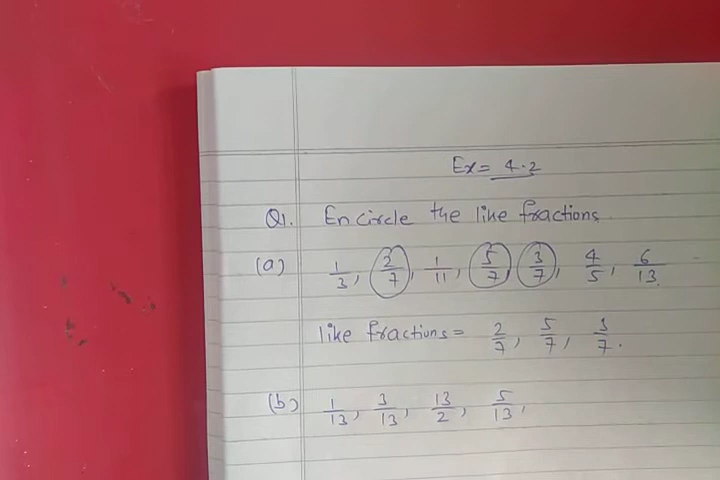 Ex = 4.2
Q1. Encircle the like fractions.
(a) 1/3, 2/7, 1/11, 5/7, 3/7, 4/5, 6/13.
like fractions = 2/7, 5/7, 3/7.
(b) 1/13, 3/13, 13/2, 5/13,